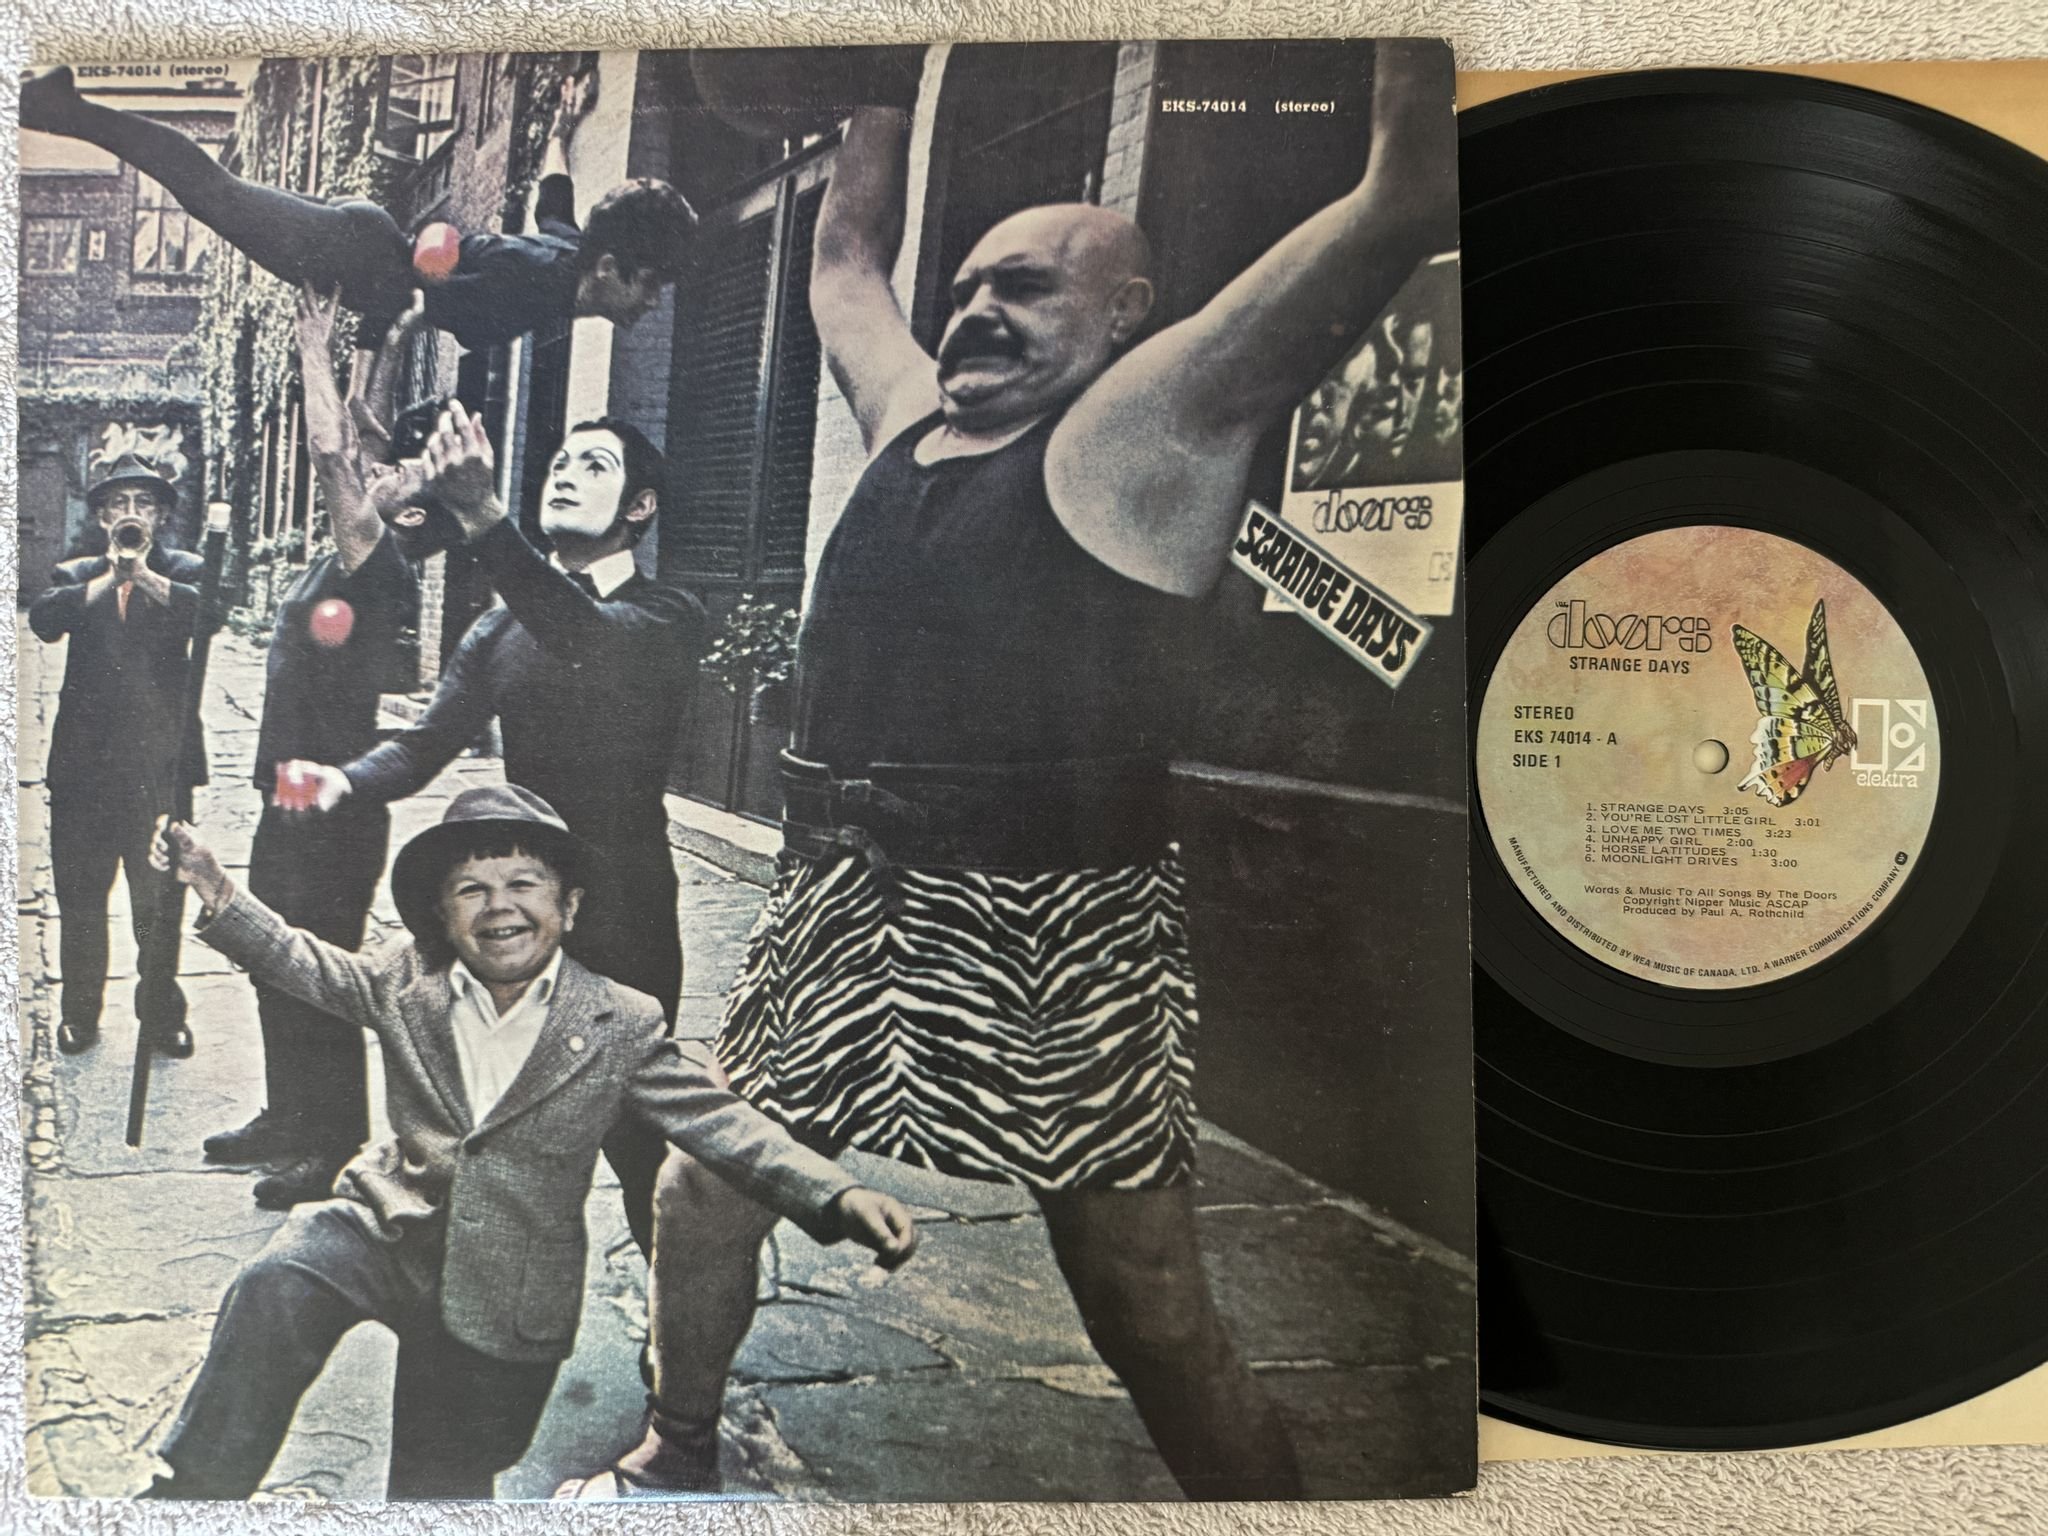 EKS-74014 (stereo)
EKS-74014 (stereo)
doors
STRANGE DAYS
THE
doors
STRANGE DAYS
STEREO
EKS 74014 - A
SIDE 1
elektra
1. STRANGE DAYS 3:05
2. YOU'RE LOST LITTLE GIRL 3:01
3. LOVE ME TWO TIMES 3:23
4. UNHAPPY GIRL 2:00
5. HORSE LATITUDES 1:30
6. MOONLIGHT DRIVES 3:00
Words & Music To All Songs By The Doors
Copyright Nipper Music ASCAP
Produced by Paul A. Rothchild
MANUFACTURED AND DISTRIBUTED BY WEA MUSIC OF CANADA, LTD. A WARNER COMMUNICATIONS COMPANY